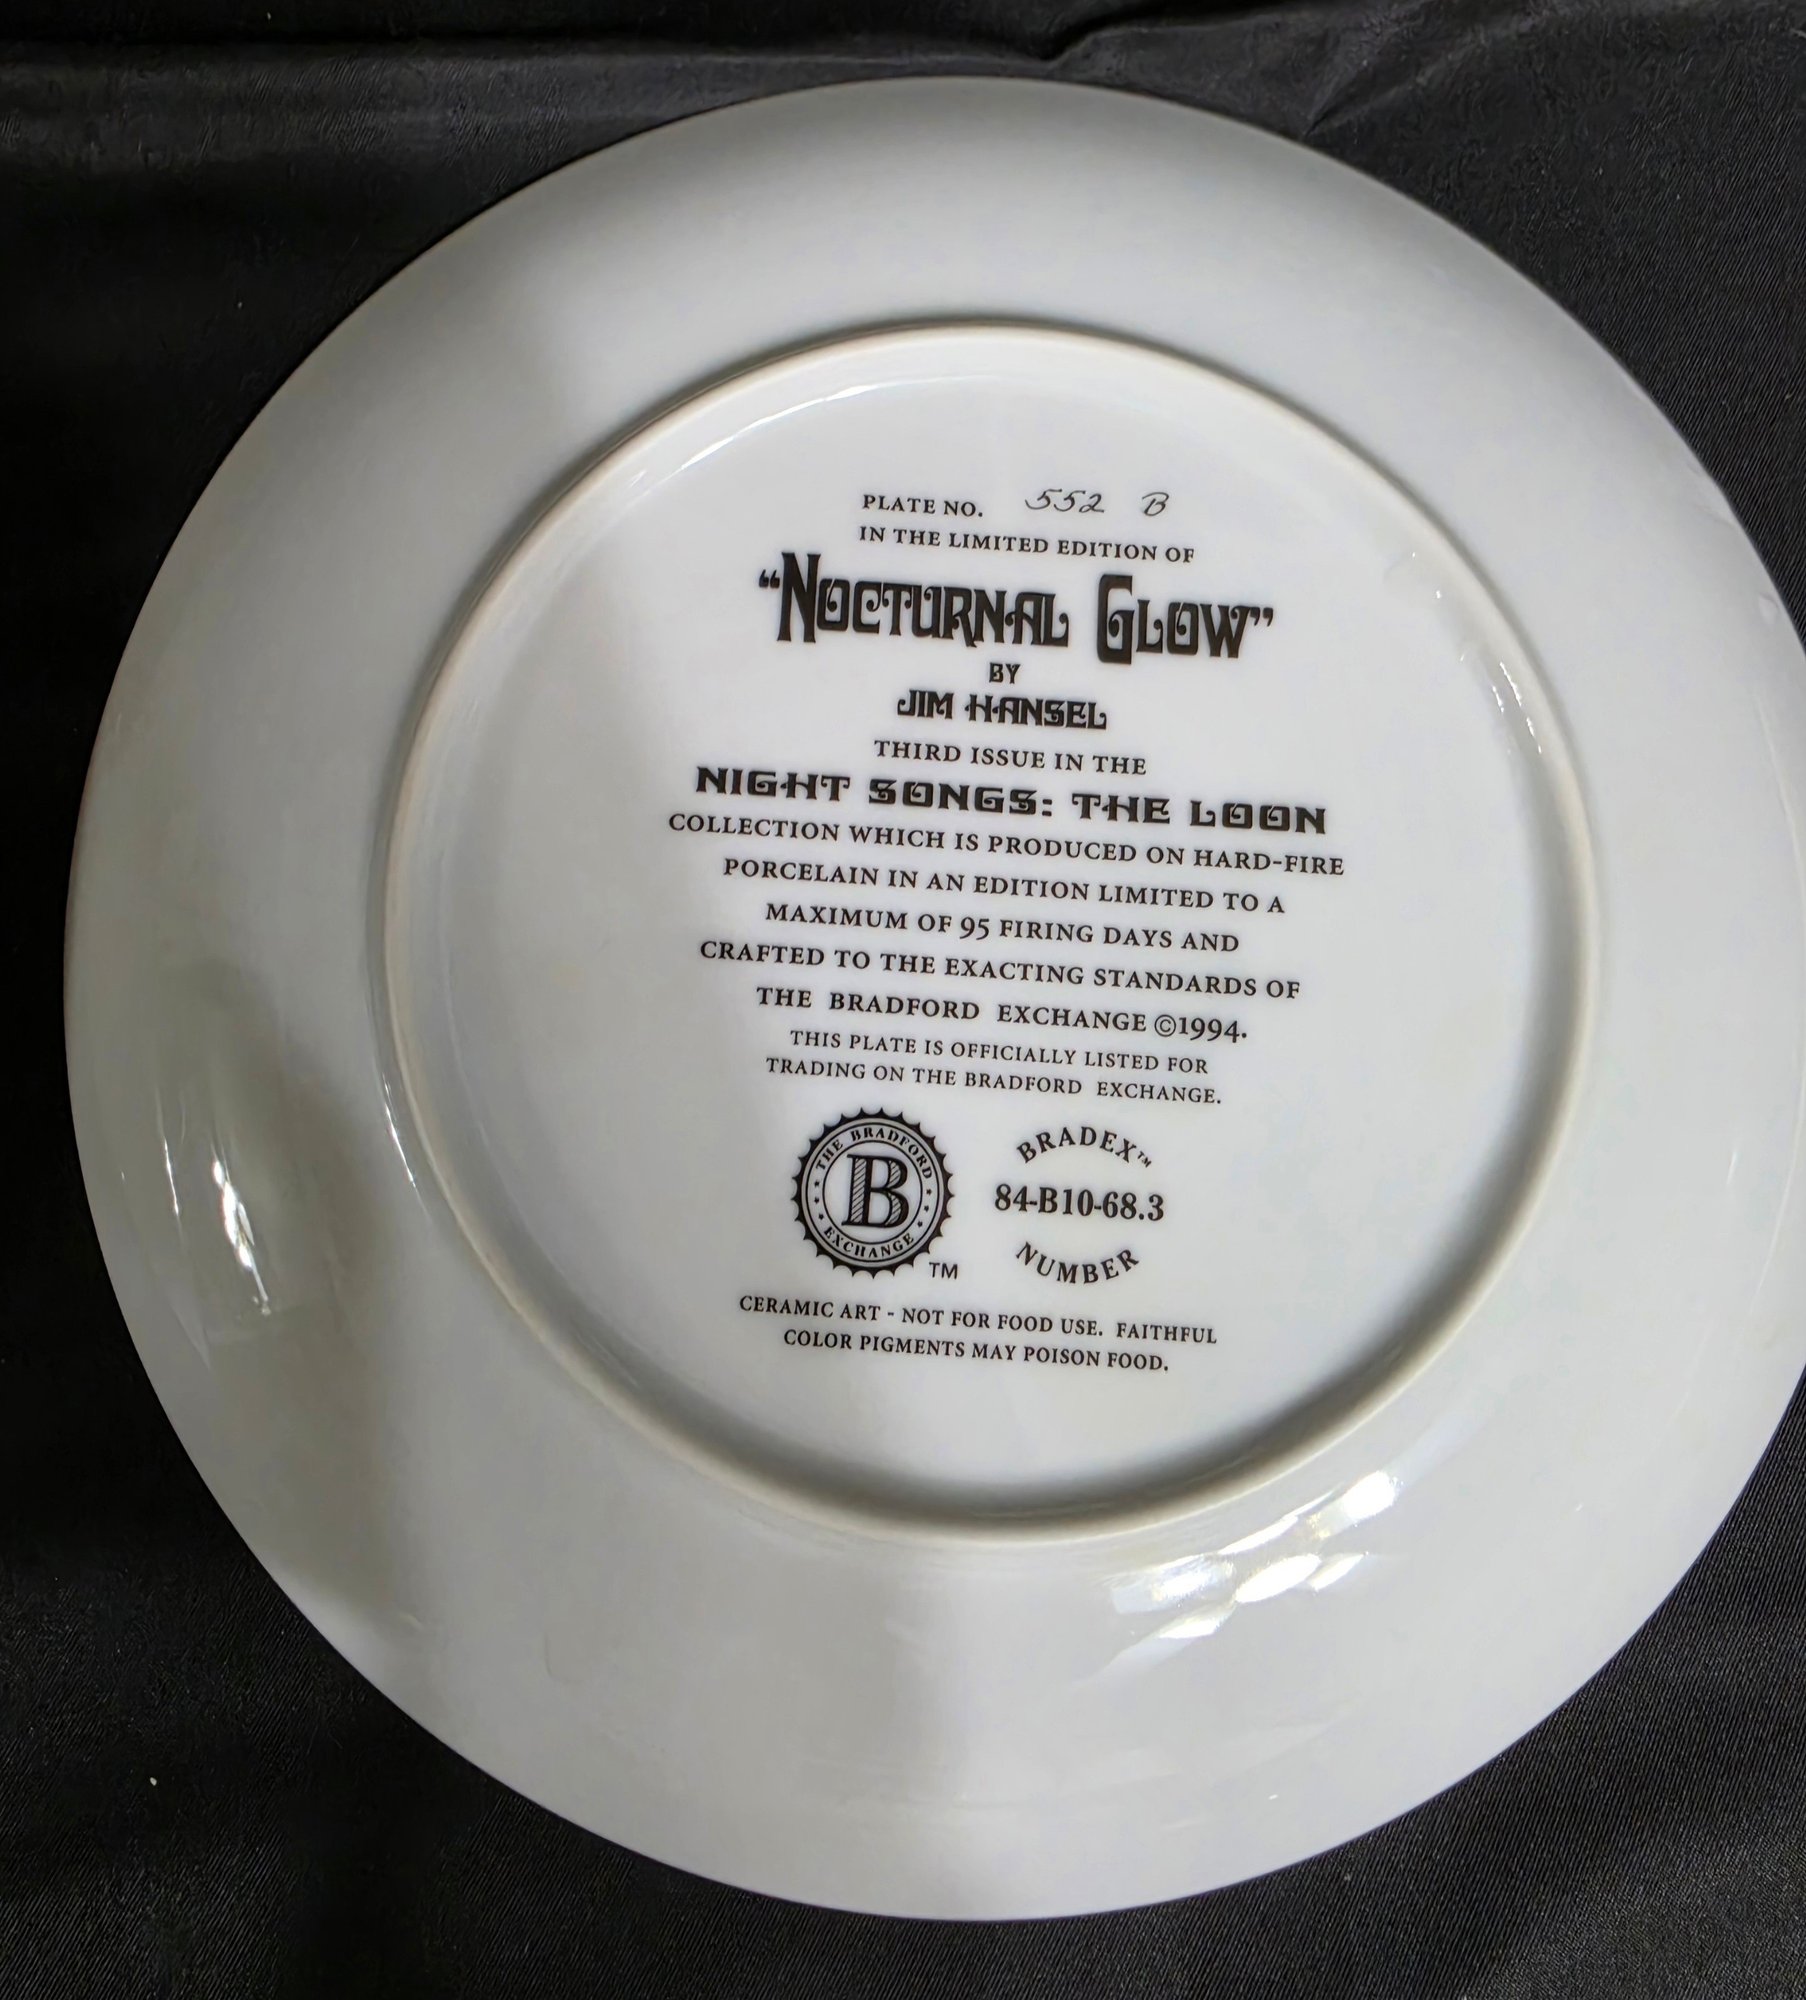 PLATE NO. 552 B
IN THE LIMITED EDITION OF
“NOCTURNAL GLOW”
BY
JIM HANSEL
THIRD ISSUE IN THE
NIGHT SONGS: THE LOON
COLLECTION WHICH IS PRODUCED ON HARD-FIRE
PORCELAIN IN AN EDITION LIMITED TO A
MAXIMUM OF 95 FIRING DAYS AND
CRAFTED TO THE EXACTING STANDARDS OF
THE BRADFORD EXCHANGE ©1994.
THIS PLATE IS OFFICIALLY LISTED FOR
TRADING ON THE BRADFORD EXCHANGE.
THE BRADFORD
B
EXCHANGE
TM
BRADEX™
84-B10-68.3
NUMBER
CERAMIC ART - NOT FOR FOOD USE. FAITHFUL
COLOR PIGMENTS MAY POISON FOOD.